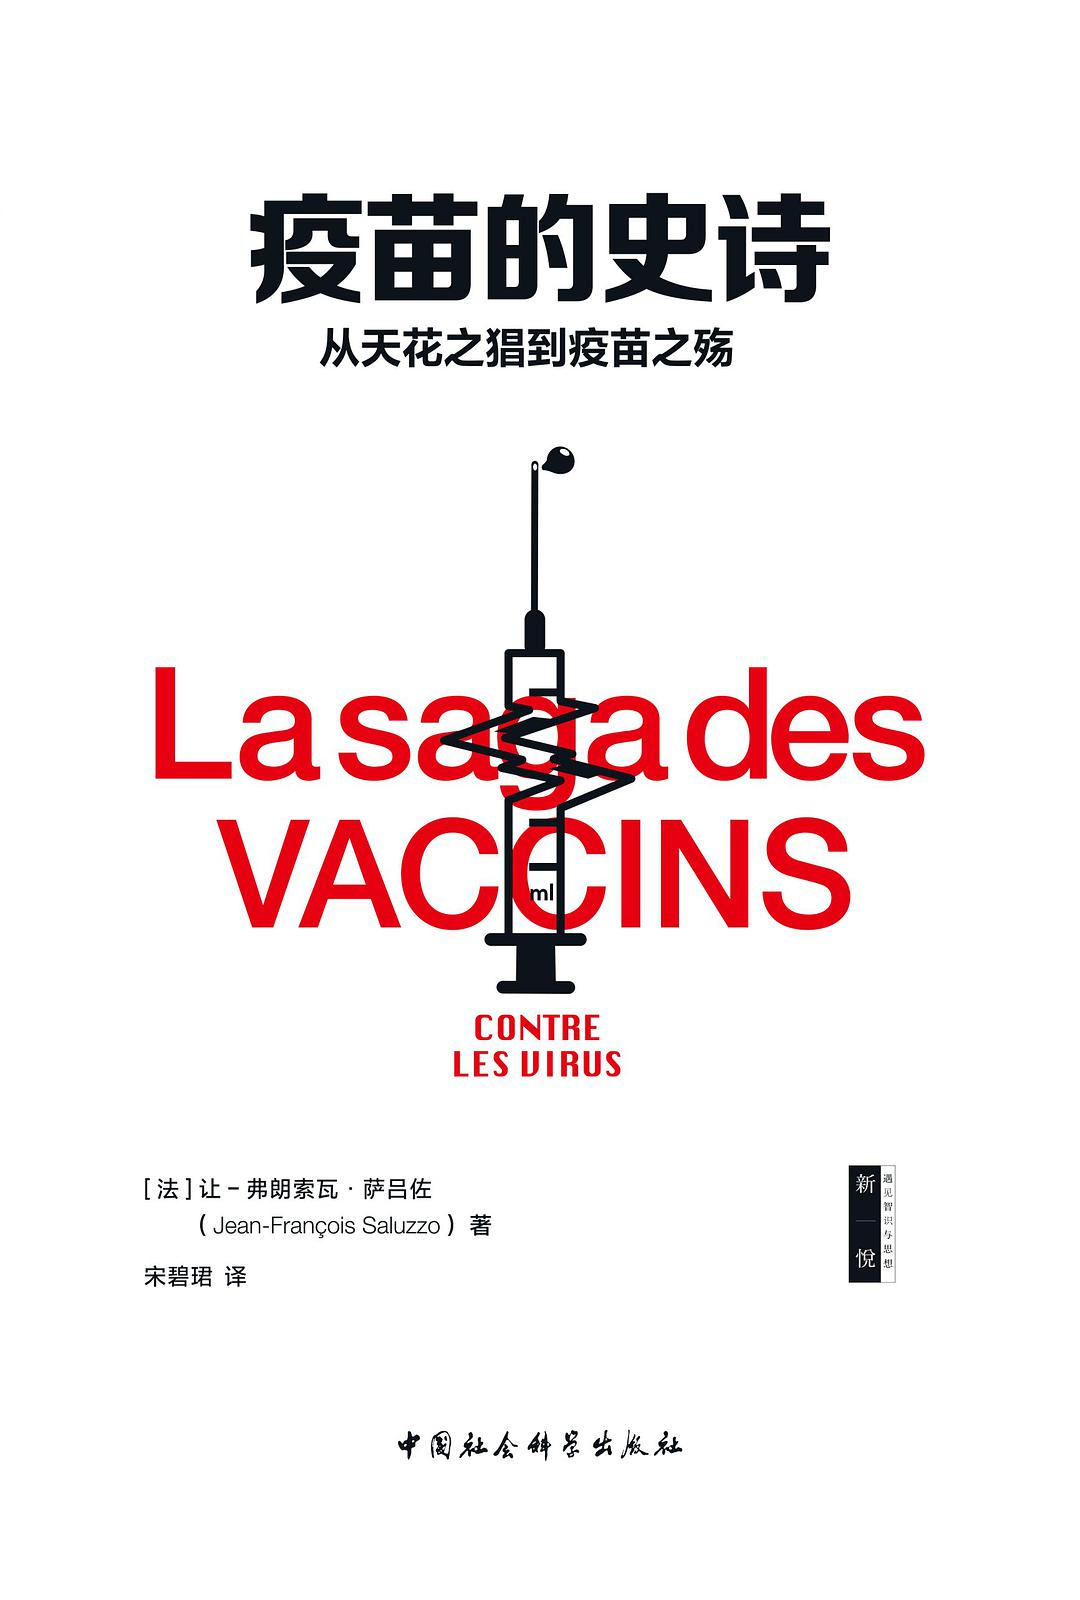 疫苗的史诗
从天花之猖到疫苗之殇
La saga des
VACCINS
ml
CONTRE
LES VIRUS
[ 法 ] 让 – 弗朗索瓦 · 萨吕佐
( Jean-François Saluzzo ) 著
宋碧珺 译
新 | 悦
遇见智识与思想
中国社会科学出版社